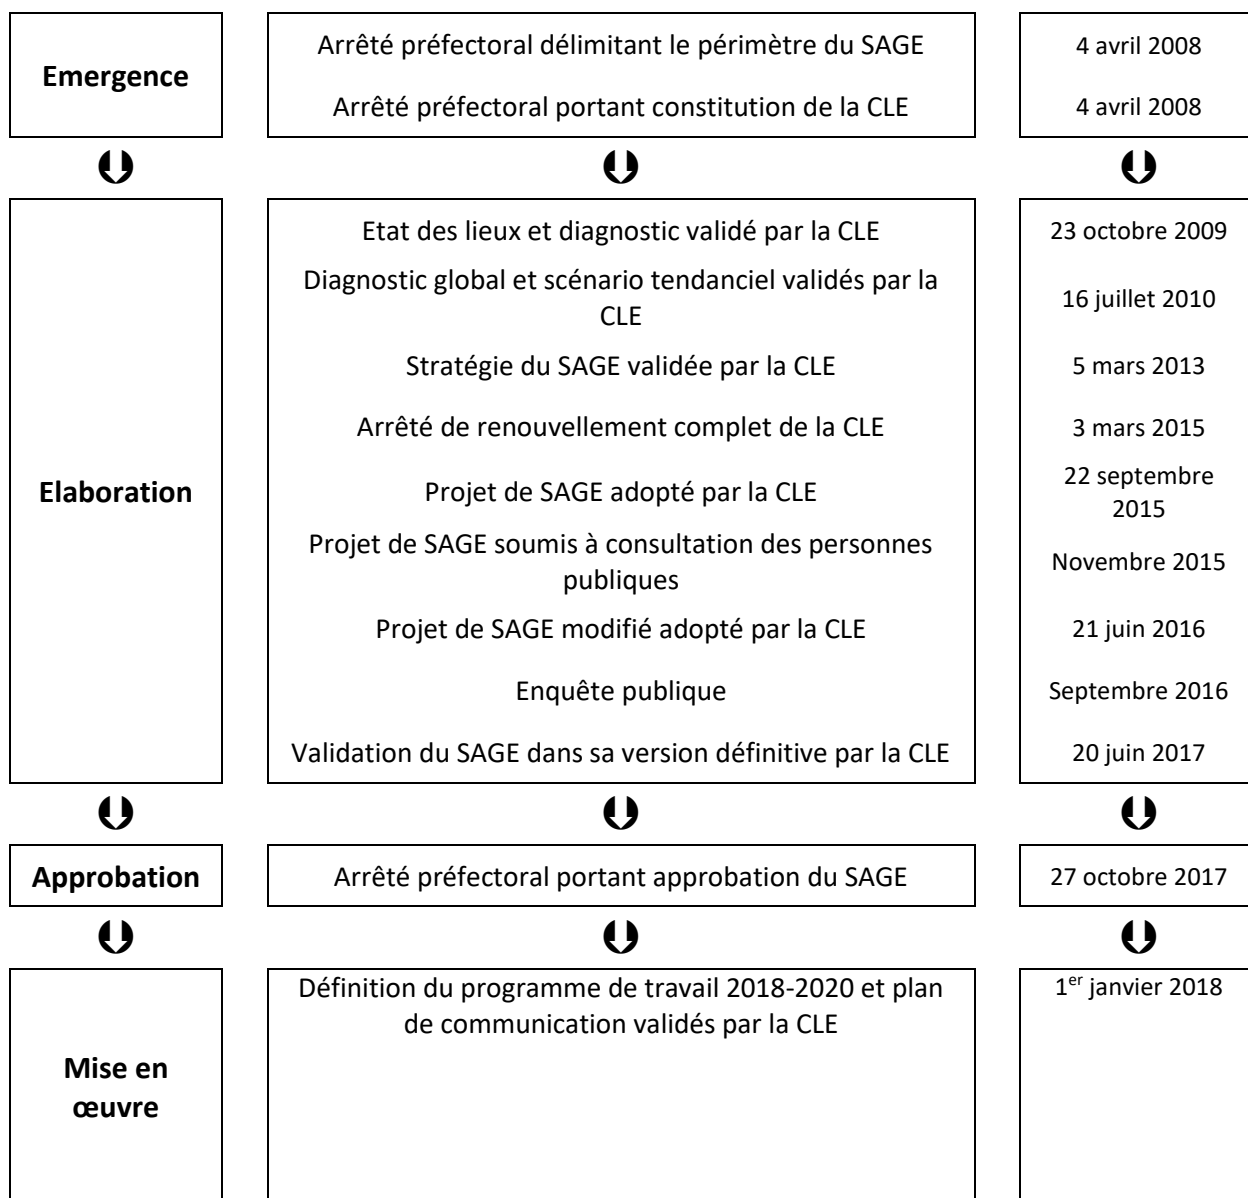 Emergence
Arrêté préfectoral délimitant le périmètre du SAGE
4 avril 2008
Arrêté préfectoral portant constitution de la CLE
4 avril 2008
Elaboration
Etat des lieux et diagnostic validé par la CLE
23 octobre 2009
Diagnostic global et scénario tendanciel validés par la
CLE
16 juillet 2010
Stratégie du SAGE validée par la CLE
5 mars 2013
Arrêté de renouvellement complet de la CLE
3 mars 2015
Projet de SAGE adopté par la CLE
22 septembre
2015
Projet de SAGE soumis à consultation des personnes
publiques
Novembre 2015
Projet de SAGE modifié adopté par la CLE
21 juin 2016
Enquête publique
Septembre 2016
Validation du SAGE dans sa version définitive par la CLE
20 juin 2017
Approbation
Arrêté préfectoral portant approbation du SAGE
27 octobre 2017
Mise en
œuvre
Définition du programme de travail 2018-2020 et plan
de communication validés par la CLE
1er janvier 2018